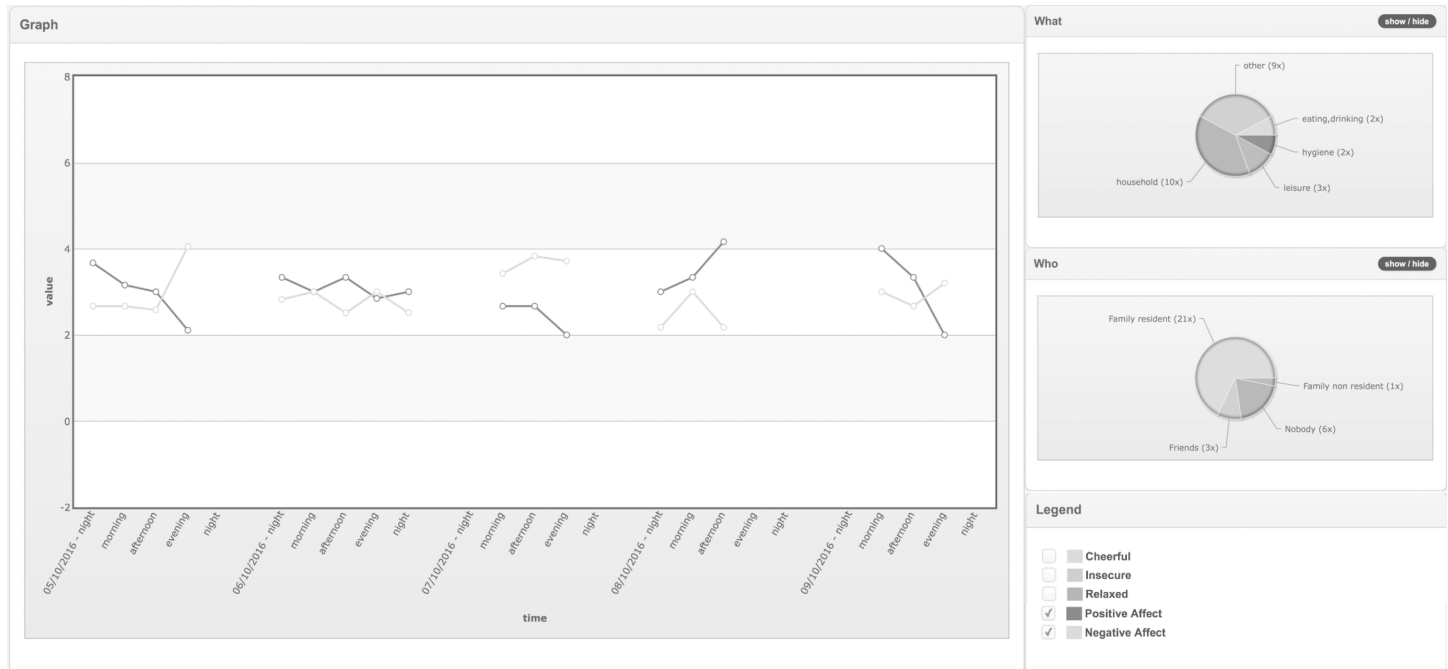 Graph
8
6
4
2
0
-2
value
05/10/2016 - night
morning
afternoon
evening
night
06/10/2016 - night
morning
afternoon
evening
night
07/10/2016 - night
morning
afternoon
evening
night
08/10/2016 - night
morning
afternoon
evening
night
09/10/2016 - night
morning
afternoon
evening
night
time
What
show / hide
other (9x)
eating,drinking (2x)
hygiene (2x)
leisure (3x)
household (10x)
Who
show / hide
Family resident (21x)
Family non resident (1x)
Nobody (6x)
Friends (3x)
Legend
Cheerful
Insecure
Relaxed
Positive Affect
Negative Affect